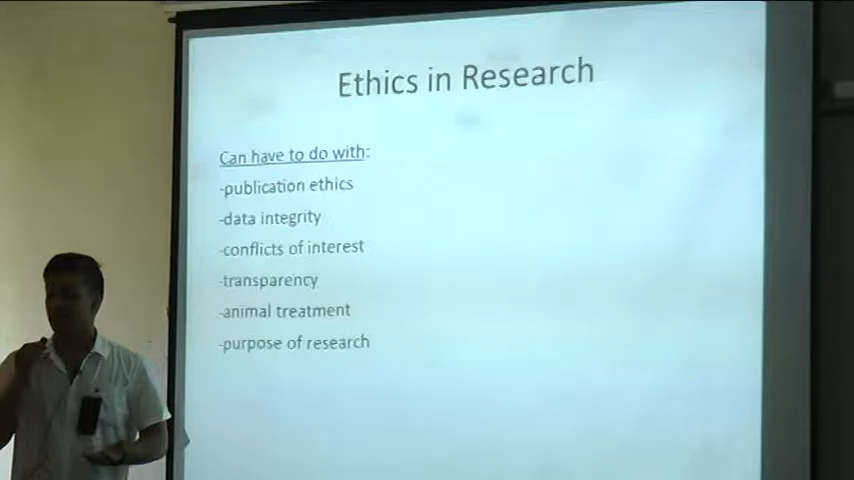 Ethics in Research
Can have to do with:
-publication ethics
-data integrity
-conflicts of interest
-transparency
-animal treatment
-purpose of research